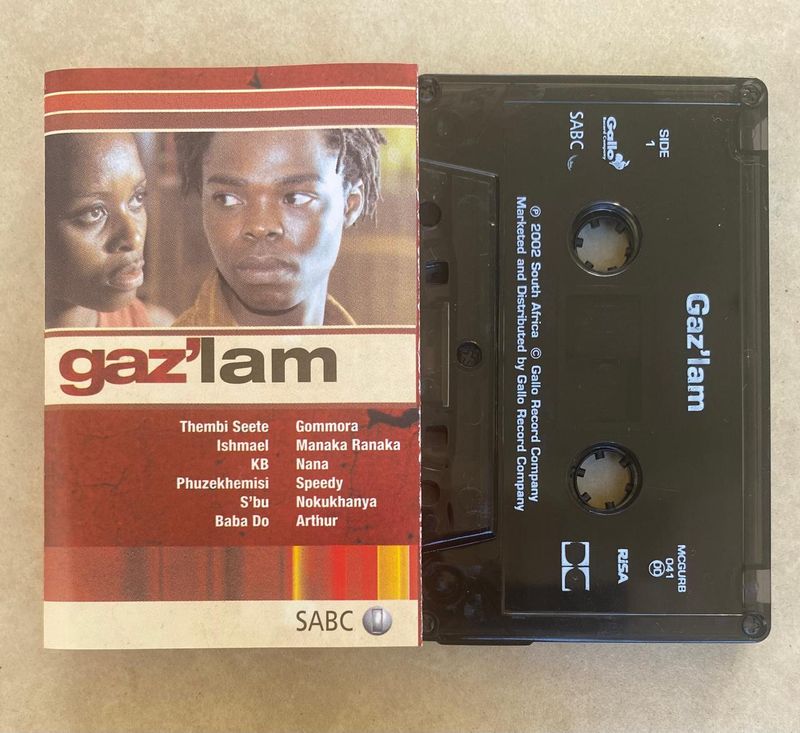 gaz'lam
Thembi Seete Gommora
Ishmael Manaka Ranaka
KB Nana
Phuzekhemisi Speedy
S'bu Nokukhanya
Baba Do Arthur
SABC 1
SIDE
1
Gallo
SABC
Gaz'lam
℗ 2002 South Africa © Gallo Record Company
Marketed and Distributed by Gallo Record Company
MCGURB
041
RiSA